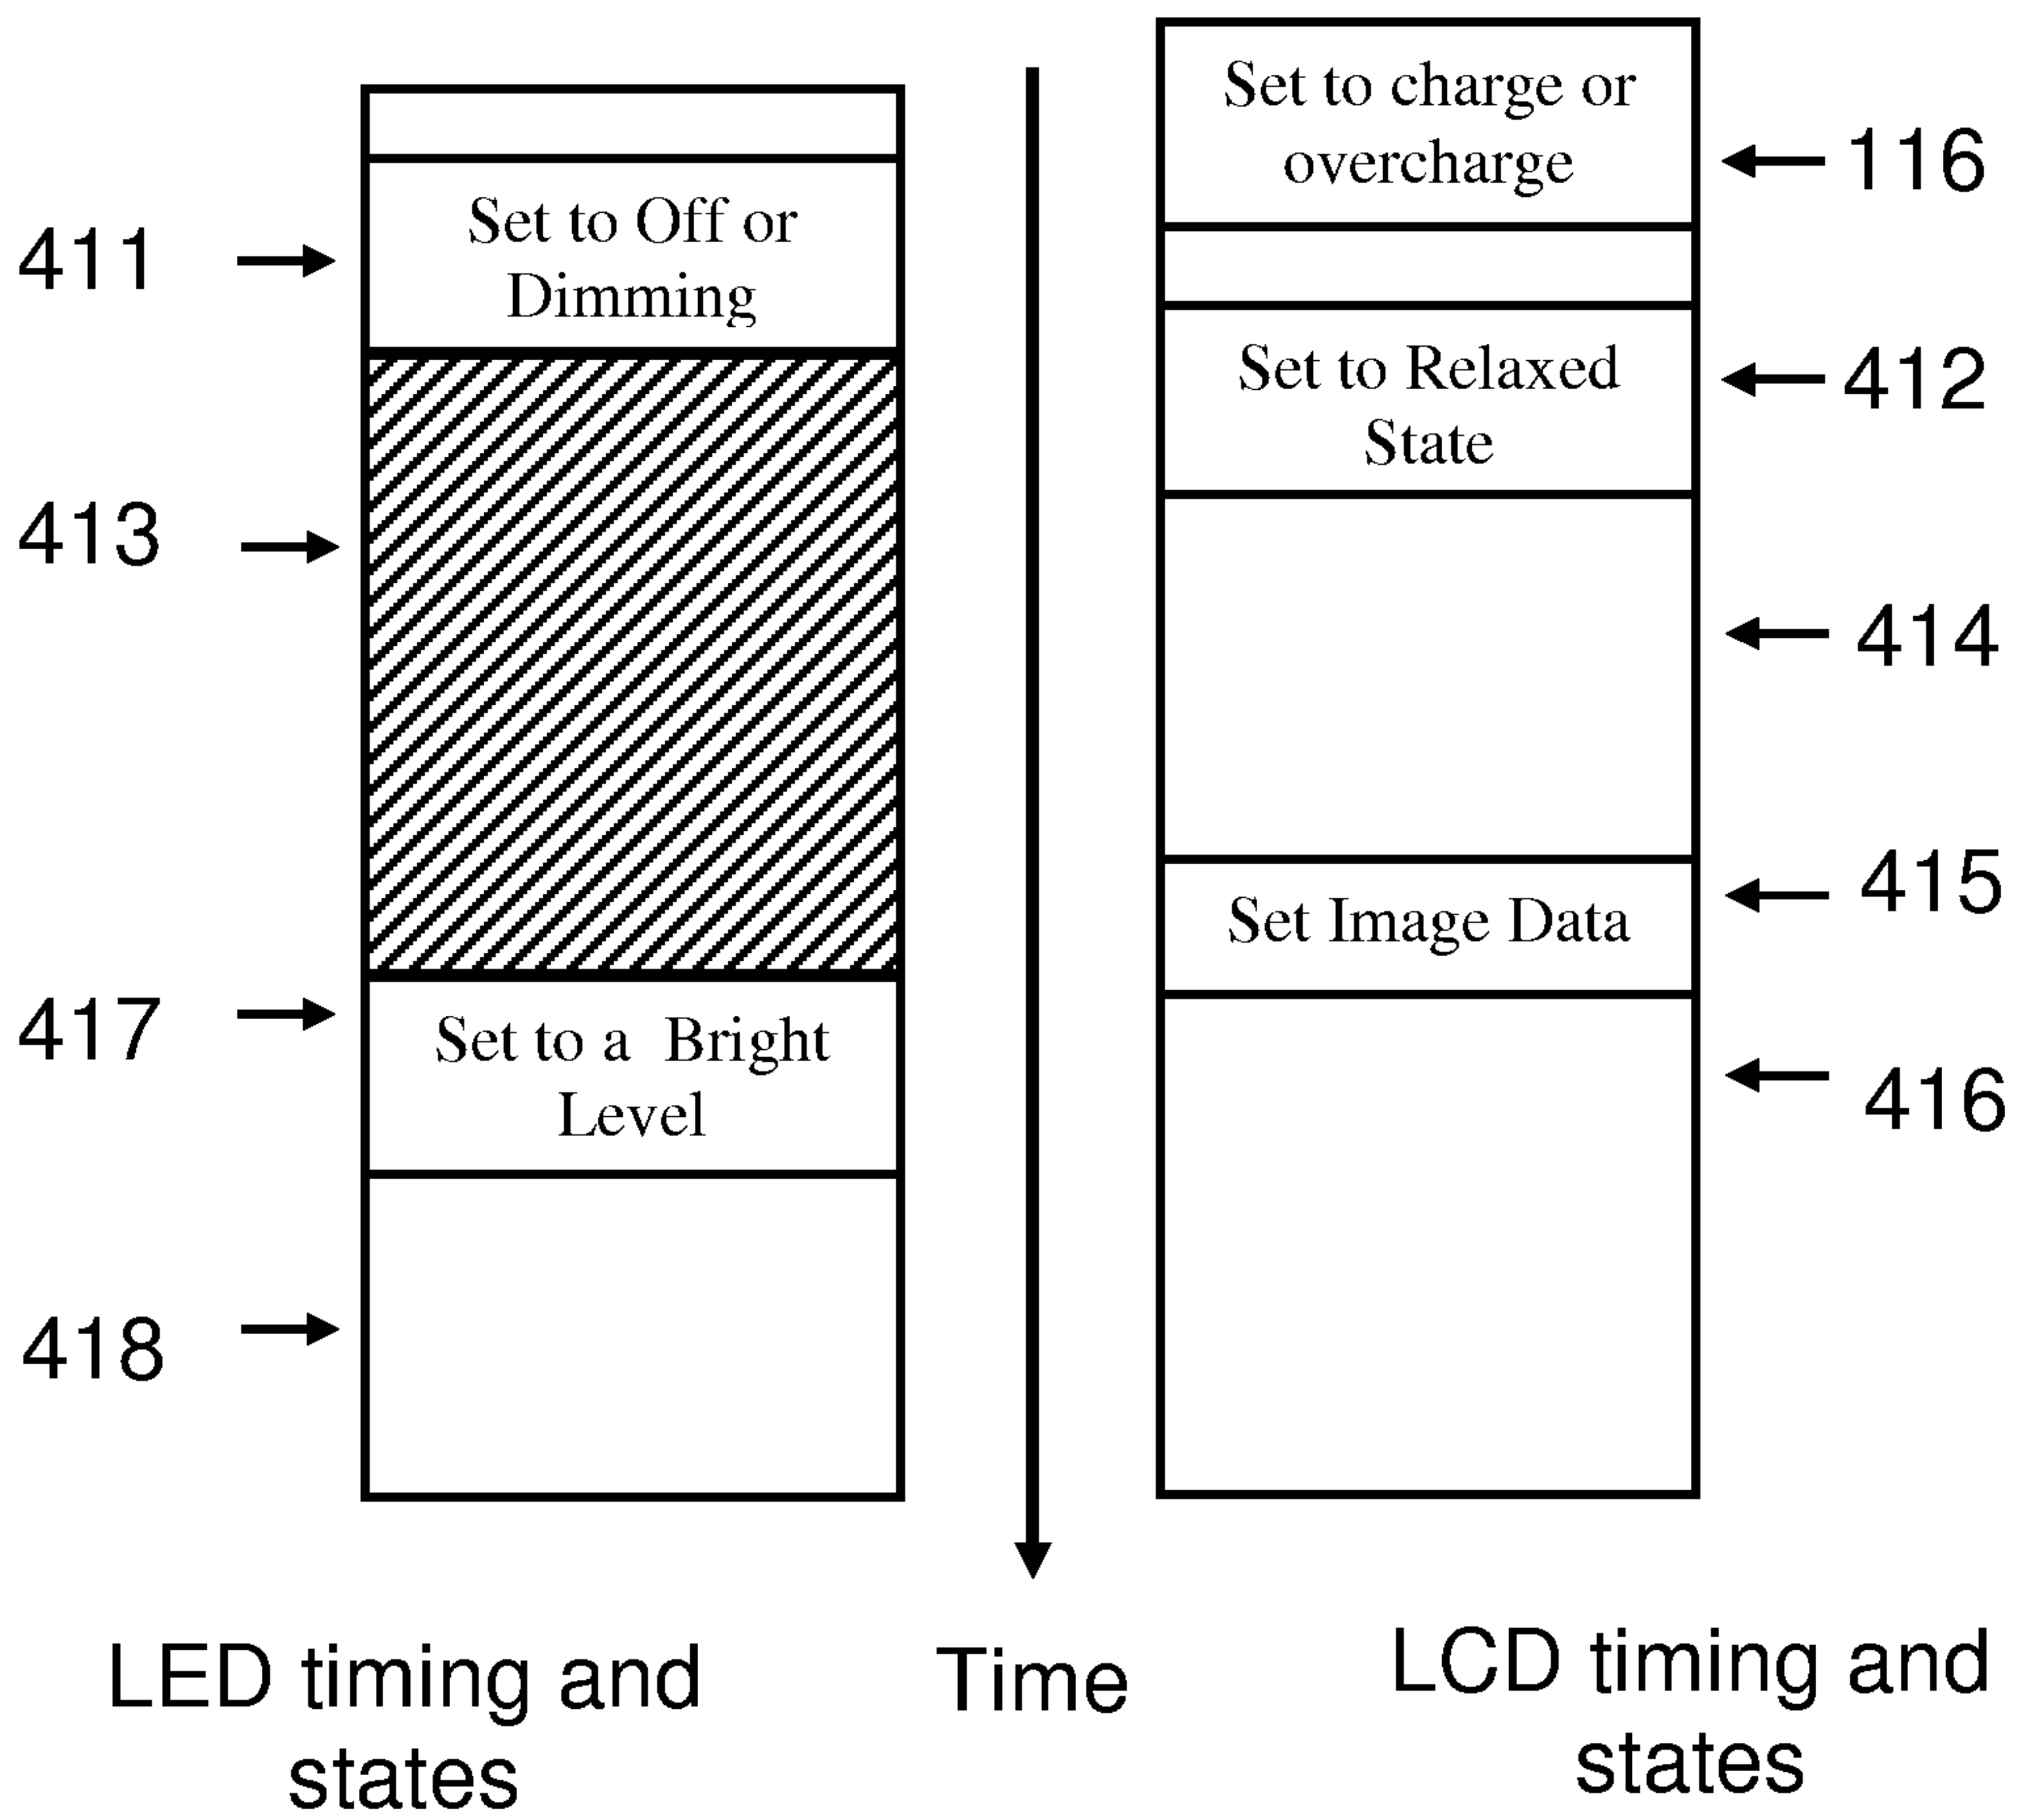 Set to charge or
overcharge
116
411
Set to Off or
Dimming
Set to Relaxed
State
412
413
414
Set Image Data
415
417
Set to a Bright
Level
416
418
LED timing and
states
Time
LCD timing and
states